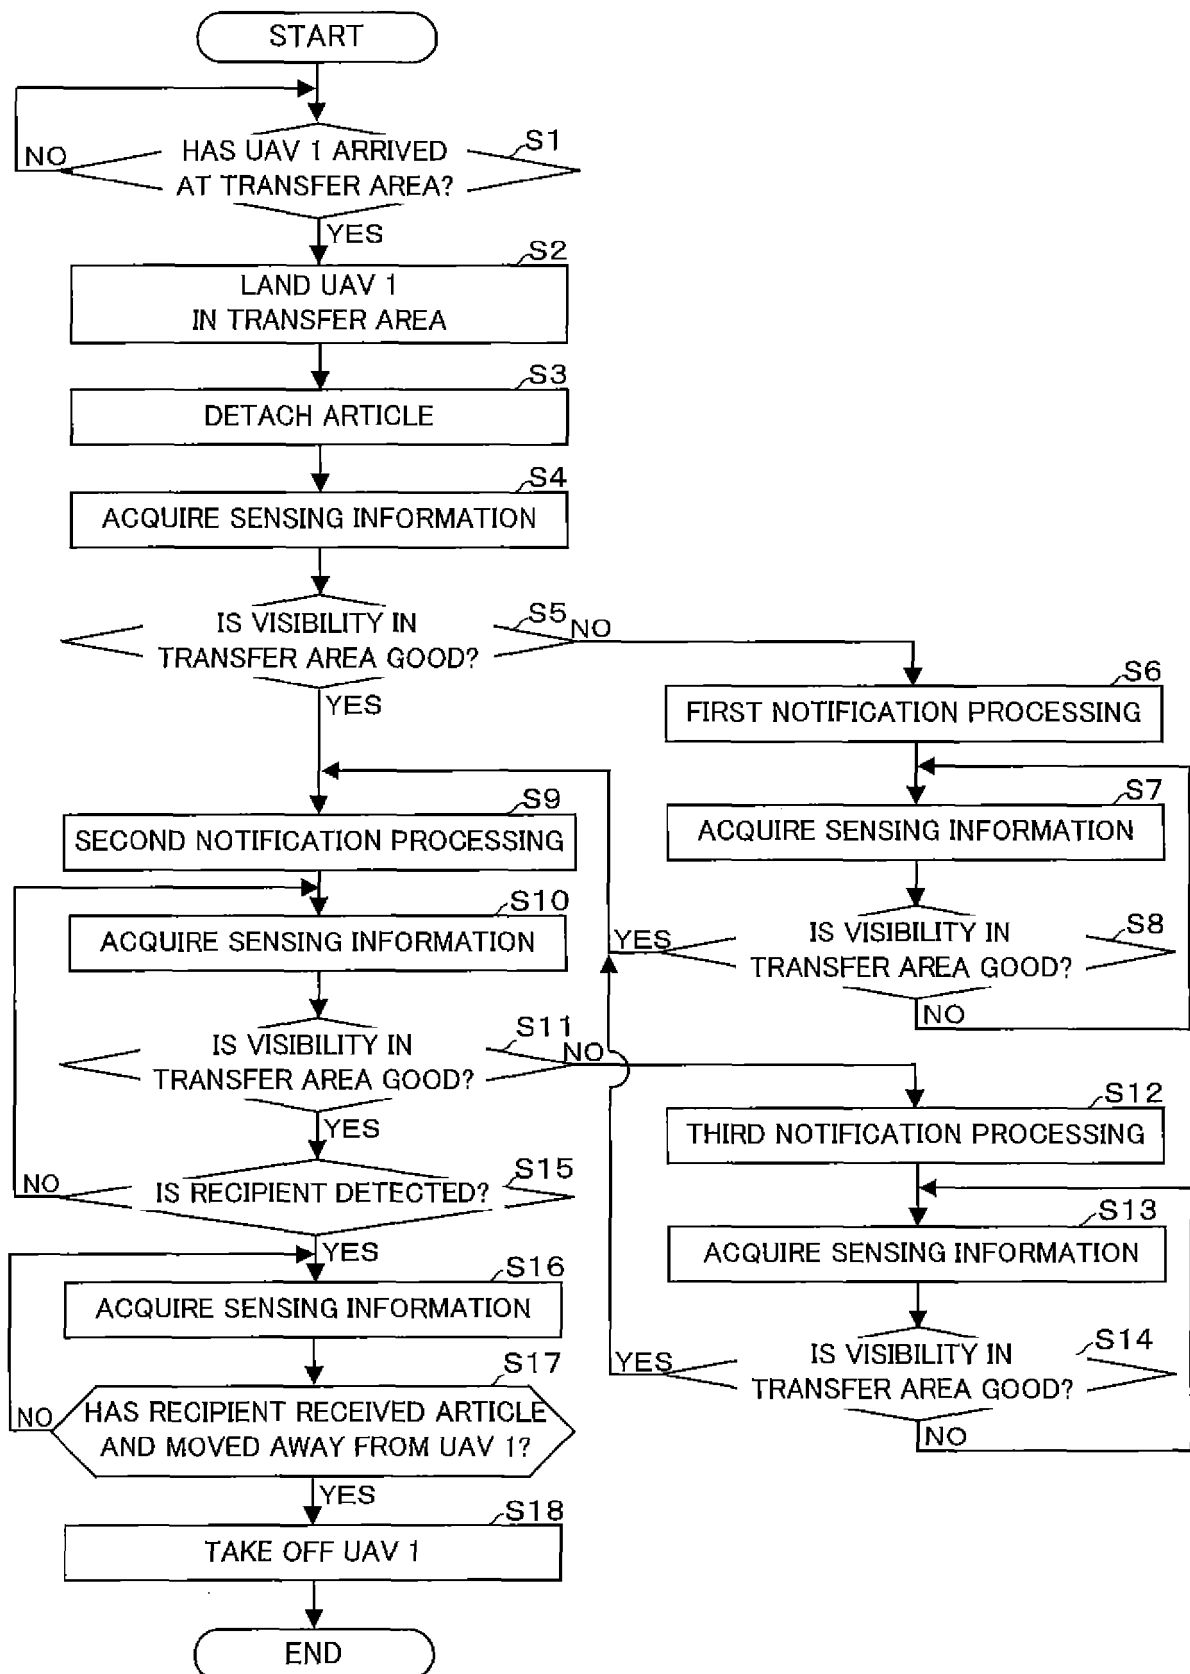 START
S1
HAS UAV 1 ARRIVED
AT TRANSFER AREA?
NO
YES
S2
LAND UAV 1
IN TRANSFER AREA
S3
DETACH ARTICLE
S4
ACQUIRE SENSING INFORMATION
S5
IS VISIBILITY IN
TRANSFER AREA GOOD?
NO
YES
S6
FIRST NOTIFICATION PROCESSING
S7
ACQUIRE SENSING INFORMATION
S8
IS VISIBILITY IN
TRANSFER AREA GOOD?
YES
NO
S9
SECOND NOTIFICATION PROCESSING
S10
ACQUIRE SENSING INFORMATION
S11
IS VISIBILITY IN
TRANSFER AREA GOOD?
NO
YES
S12
THIRD NOTIFICATION PROCESSING
S13
ACQUIRE SENSING INFORMATION
S14
IS VISIBILITY IN
TRANSFER AREA GOOD?
YES
NO
S15
IS RECIPIENT DETECTED?
NO
YES
S16
ACQUIRE SENSING INFORMATION
S17
HAS RECIPIENT RECEIVED ARTICLE
AND MOVED AWAY FROM UAV 1?
NO
YES
S18
TAKE OFF UAV 1
END